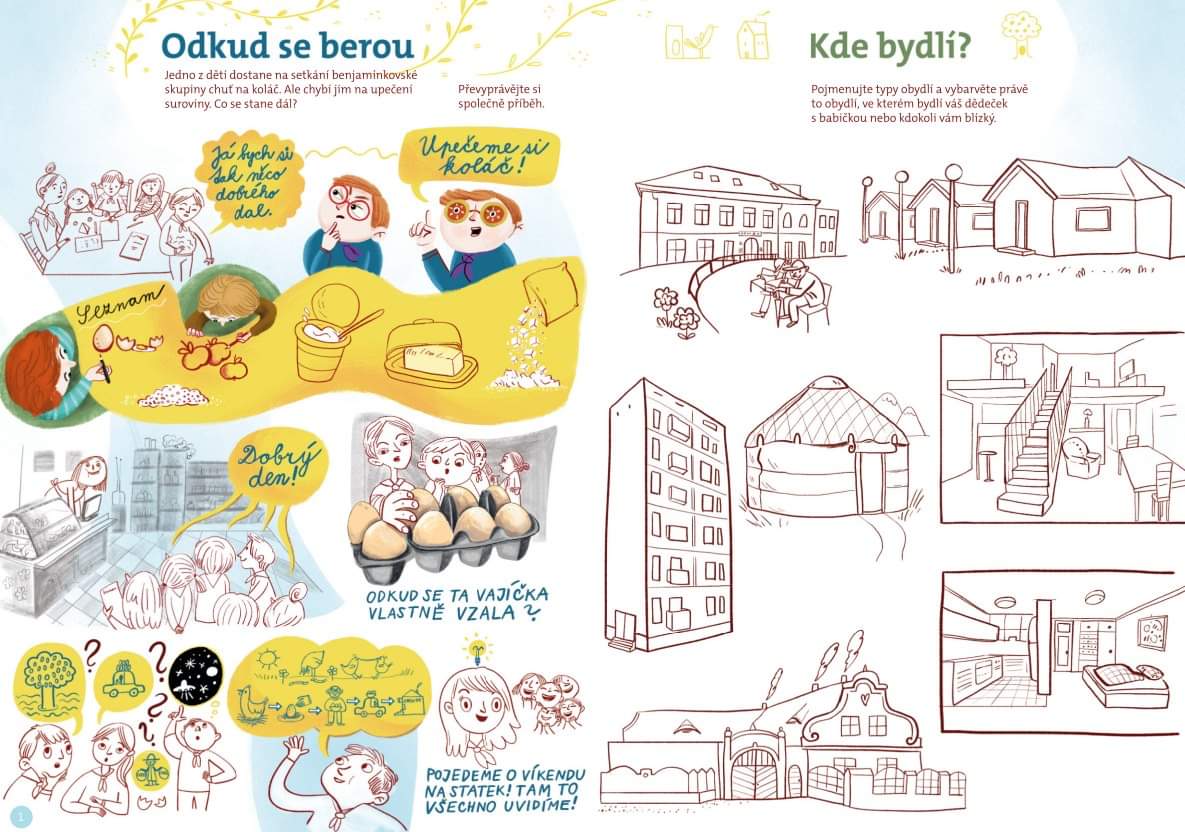 Odkud se berou
Jedno z dětí dostane na setkání benjamínkovské
skupiny chuť na koláč. Ale chybí jim na upečení
suroviny. Co se stane dál?
Převyprávějte si
společně příběh.
Já bych si
tak něco
dobrého
dal.
Upečeme si
koláč!
Seznam
Dobrý
den!
ODKUD SE TA VAJÍČKA
VLASTNĚ VZALA?
?
?
?
?
POJEDEME O VÍKENDU
NA STATEK! TAM TO
VŠECHNO UVIDÍME!
1
Kde bydlí?
Pojmenujte typy obydlí a vybarvěte právě
to obydlí, ve kterém bydlí váš dědeček
s babičkou nebo kdokoli vám blízký.